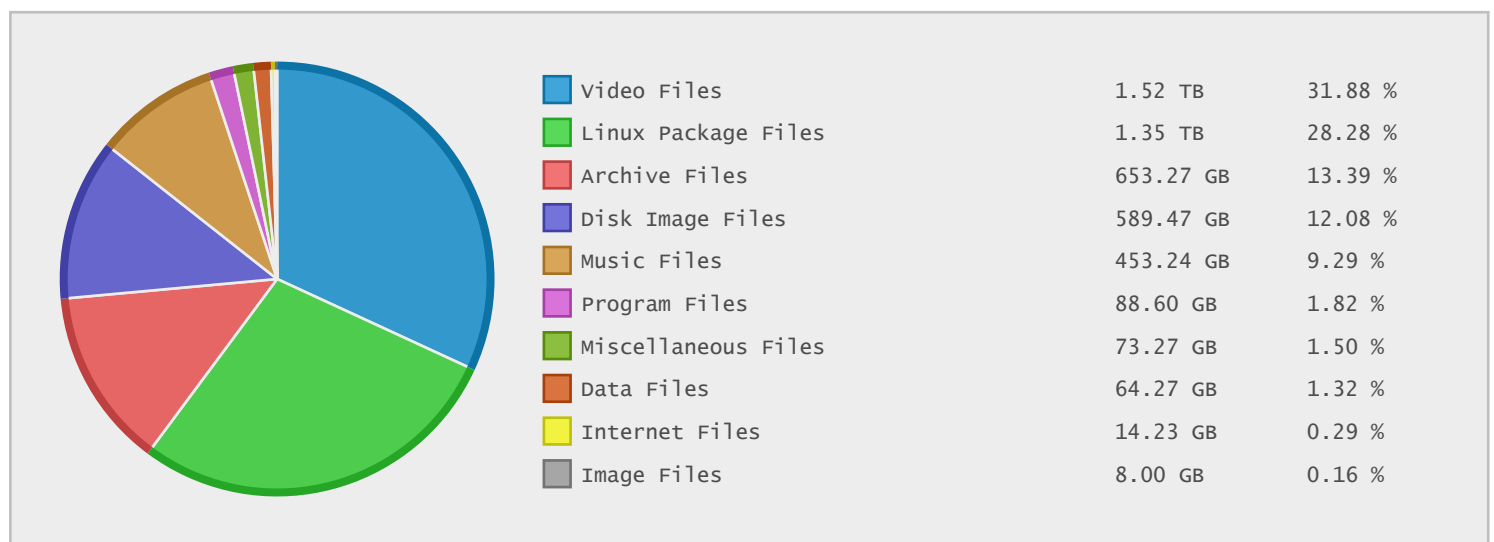 Video Files 1.52 TB 31.88 %
Linux Package Files 1.35 TB 28.28 %
Archive Files 653.27 GB 13.39 %
Disk Image Files 589.47 GB 12.08 %
Music Files 453.24 GB 9.29 %
Program Files 88.60 GB 1.82 %
Miscellaneous Files 73.27 GB 1.50 %
Data Files 64.27 GB 1.32 %
Internet Files 14.23 GB 0.29 %
Image Files 8.00 GB 0.16 %